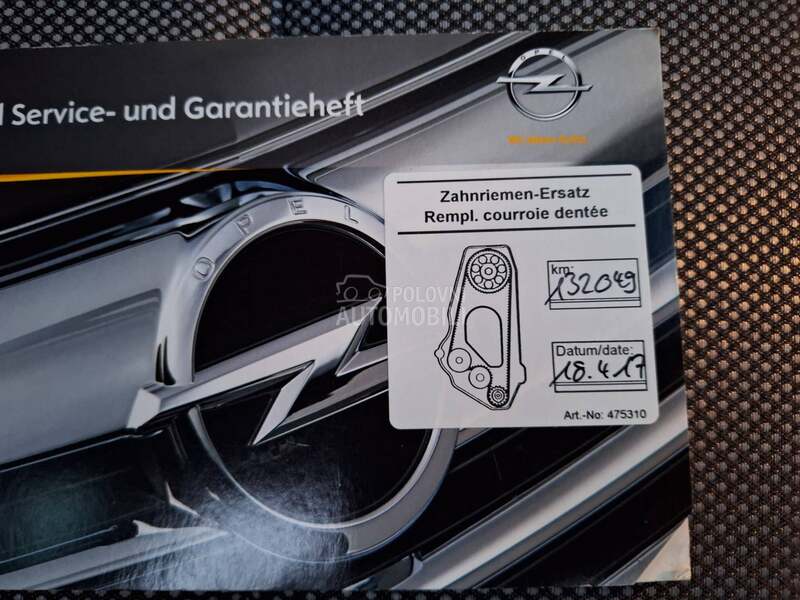 Service- und Garantieheft
OPEL
Zahnriemen-Ersatz
Rempl. courroie dentée
km:
132049
Datum/date:
18.4.17
Art.-No: 475310
OPEL
POLOVNI
AUTOMOBILI